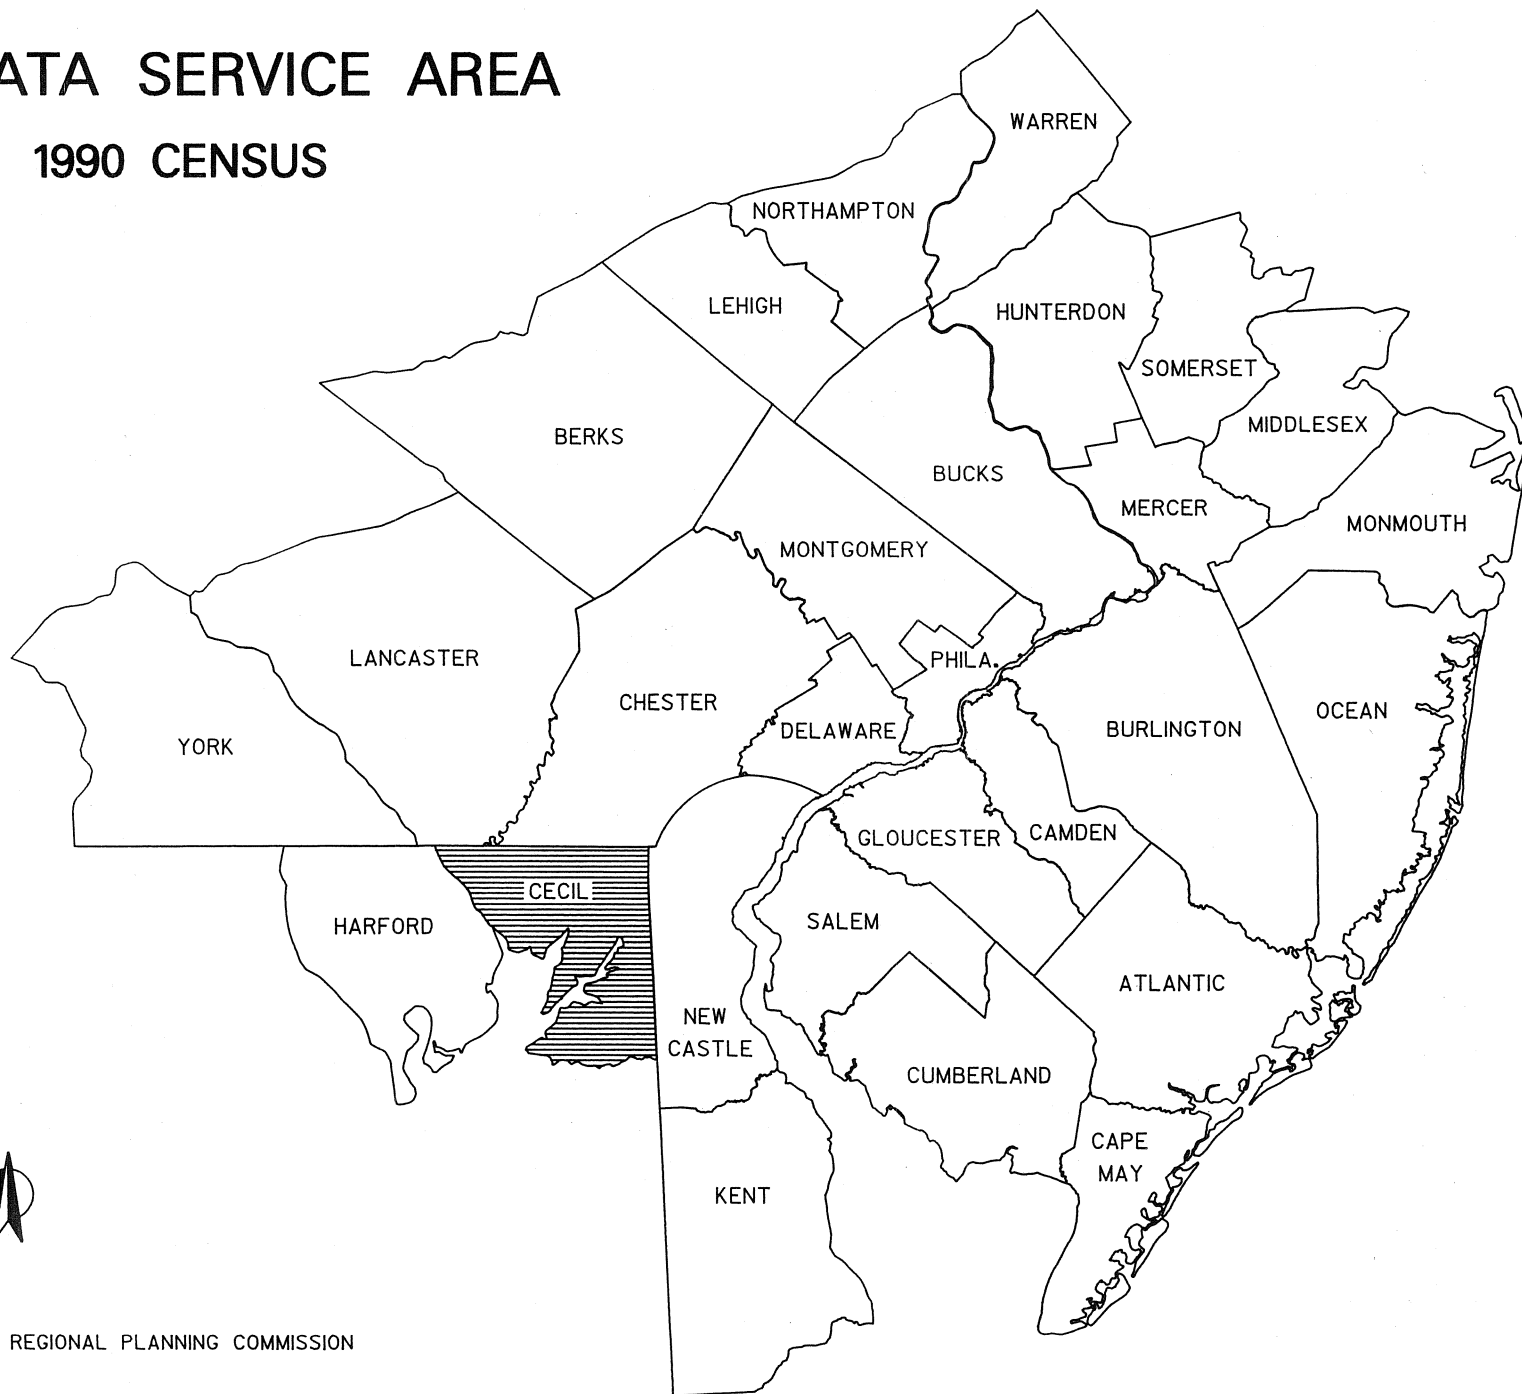 ATA SERVICE AREA
1990 CENSUS
WARREN
NORTHAMPTON
LEHIGH
HUNTERDON
SOMERSET
MIDDLESEX
BERKS
BUCKS
MERCER
MONMOUTH
MONTGOMERY
LANCASTER
PHILA.
CHESTER
OCEAN
DELAWARE
BURLINGTON
YORK
GLOUCESTER
CAMDEN
CECIL
HARFORD
SALEM
ATLANTIC
NEW
CASTLE
CUMBERLAND
CAPE
MAY
KENT
REGIONAL PLANNING COMMISSION